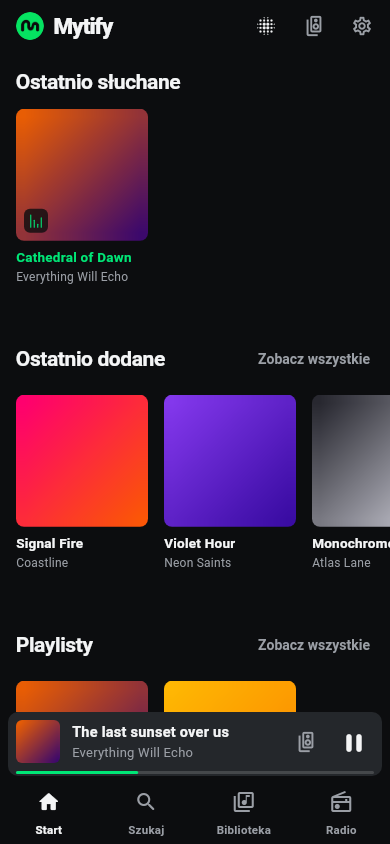 Mytify
Ostatnio słuchane
Cathedral of Dawn
Everything Will Echo
Ostatnio dodane
Zobacz wszystkie
Signal Fire
Violet Hour
Monochrome
Coastline
Neon Saints
Atlas Lane
Playlisty
Zobacz wszystkie
The last sunset over us
Everything Will Echo
Start
Szukaj
Biblioteka
Radio